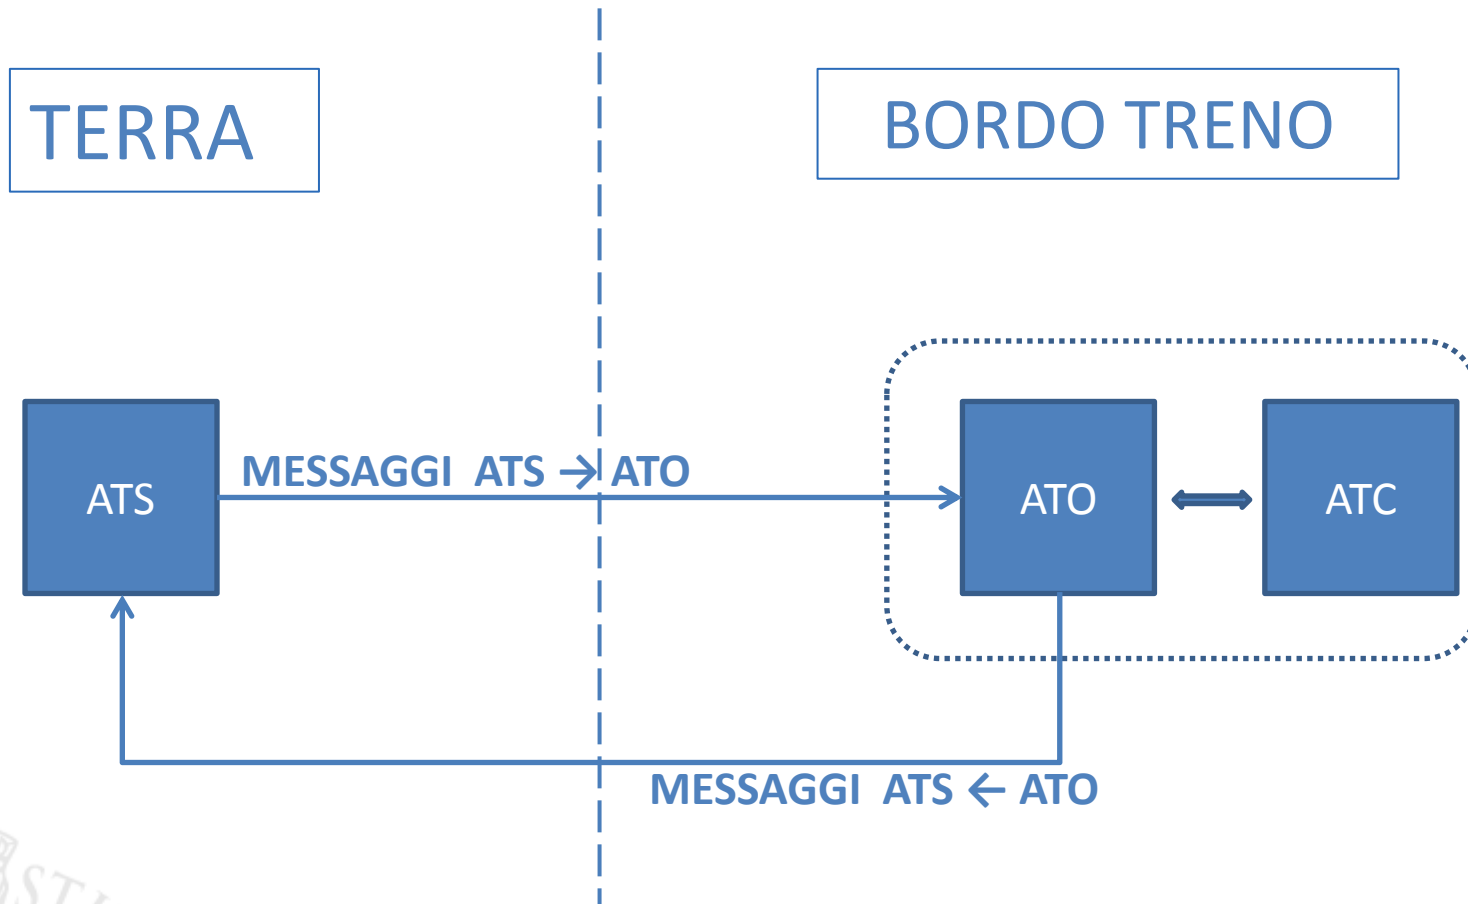 TERRA
BORDO TRENO
MESSAGGI ATS → ATO
ATS
ATO
ATC
MESSAGGI ATS ← ATO